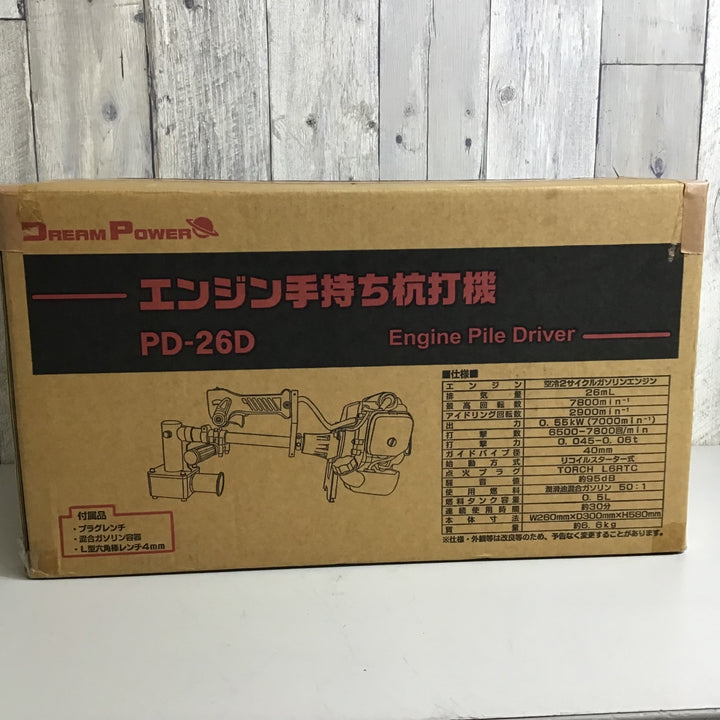 DREAM POWER
エンジン手持ち杭打機
PD-26D
Engine Pile Driver
■仕様■
エンジン 空冷2サイクルガソリンエンジン
排気量 26mL
最高回転数 7800min⁻¹
アイドリング回転数 2900min⁻¹
出力 0.55kW(7000min⁻¹)
打撃数 6500-7800回/min
打撃力 0.045-0.06t
ガイドパイプ径 40mm
始動方式 リコイルスターター式
点火プラグ TORCH L6RTC
騒音値 約95dB
使用燃料 潤滑油混合ガソリン 50:1
燃料タンク容量 0.5L
連続使用時間 約30分
本体寸法 W260mm×D300mm×H580mm
質量 約6.6kg
※仕様・外観等は改良等のため、予告なく変更することがあります。
付属品
・プラグレンチ
・混合ガソリン容器
・L型六角棒レンチ4mm